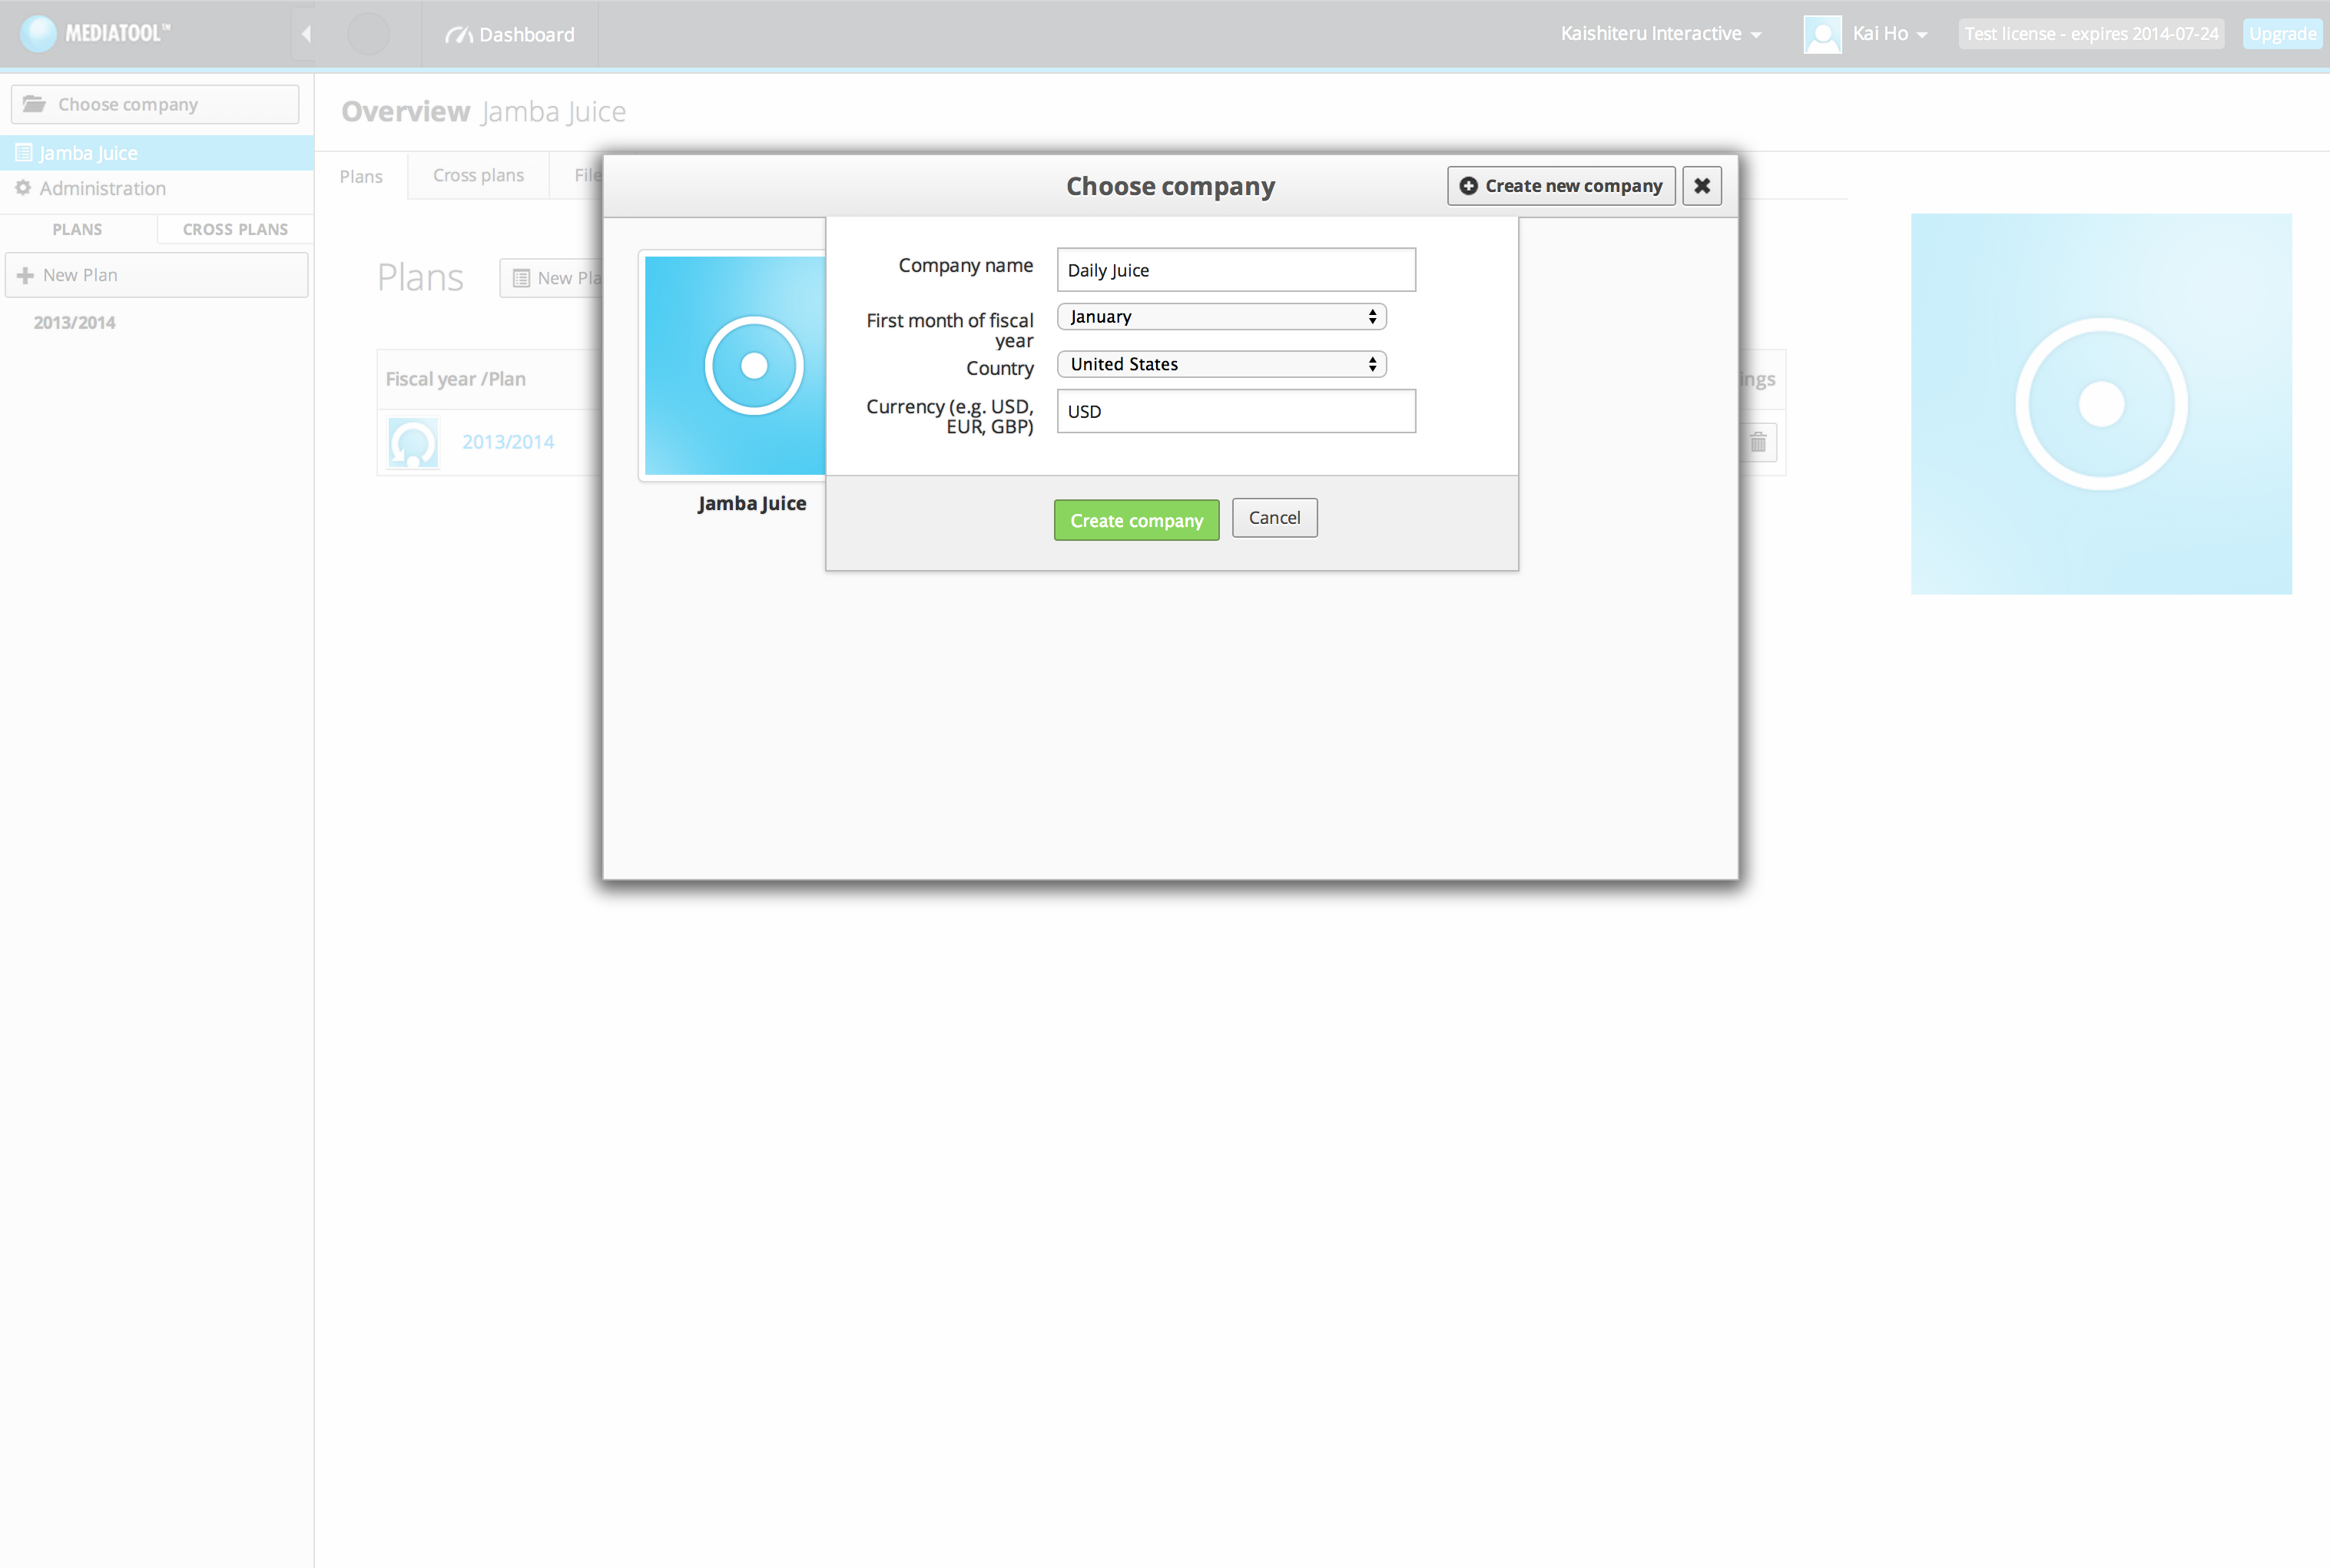 MEDIATOOL™
Dashboard
Kaishiteru Interactive
Kai Ho
Test license - expires 2014-07-24
Upgrade
Choose company
Jamba Juice
Administration
PLANS
CROSS PLANS
New Plan
2013/2014
Overview Jamba Juice
Plans
Cross plans
File
Plans
New Pla
Fiscal year /Plan
ings
2013/2014
Choose company
Create new company
Jamba Juice
Company name
Daily Juice
First month of fiscal
year
January
Country
United States
Currency (e.g. USD,
EUR, GBP)
USD
Create company
Cancel